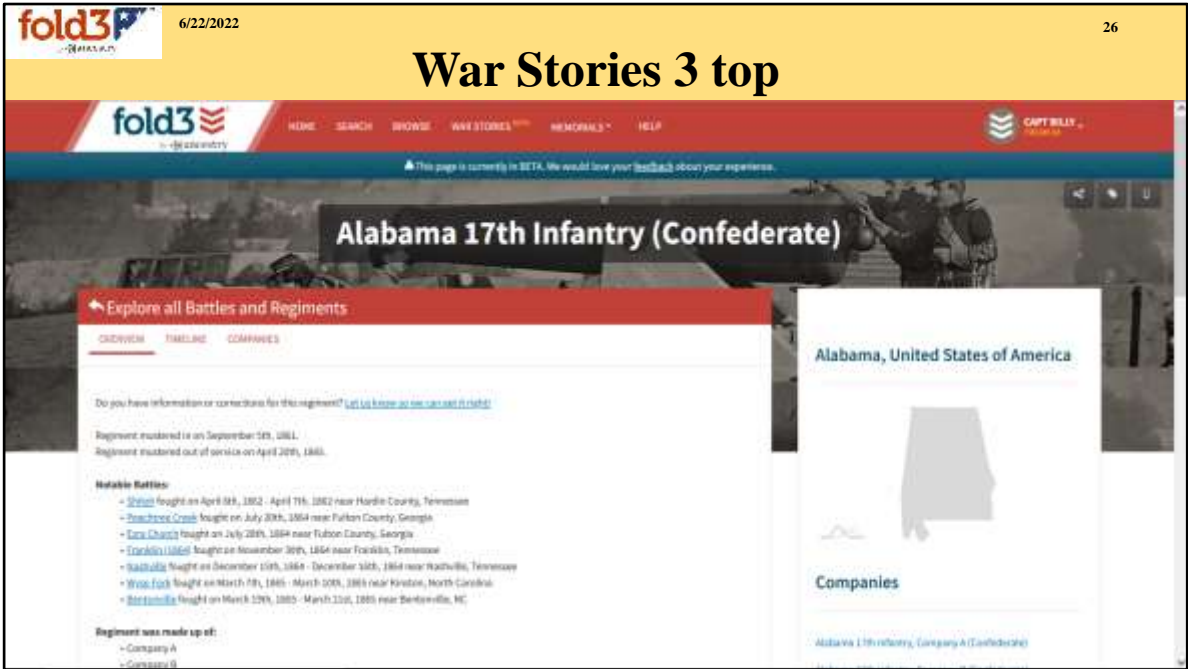 fold3
6/22/2022
26
War Stories 3 top
fold3
by ancestry
HOME SEARCH BROWSE WAR STORIES BETA MEMORIALS HELP
CAPT BILLY
This page is currently in BETA. We would love your feedback about your experience.
Alabama 17th Infantry (Confederate)
Explore all Battles and Regiments
OVERVIEW TIMELINE COMPANIES
Do you have information or corrections for this regiment? Let us know so we can set it right!
Regiment mustered in on September 5th, 1861.
Regiment mustered out of service on April 1865.
Notable Battles:
- Shiloh fought on April 6th, 1862 - April 7th, 1862 near Hardin County, Tennessee
- Peachtree Creek fought on July 20th, 1864 near Fulton County, Georgia
- Ezra Church fought on July 28th, 1864 near Fulton County, Georgia
- Franklin (1864) fought on November 30th, 1864 near Franklin, Tennessee
- Nashville fought on December 15th, 1864 - December 16th, 1864 near Nashville, Tennessee
- Wyse Fork fought on March 7th, 1865 - March 10th, 1865 near Kinston, North Carolina
- Bentonville fought on March 19th, 1865 - March 21st, 1865 near Bentonville, NC
Regiment was made up of:
- Company A
- Company B
Alabama, United States of America
Companies
Alabama 17th Infantry, Company A (Confederate)